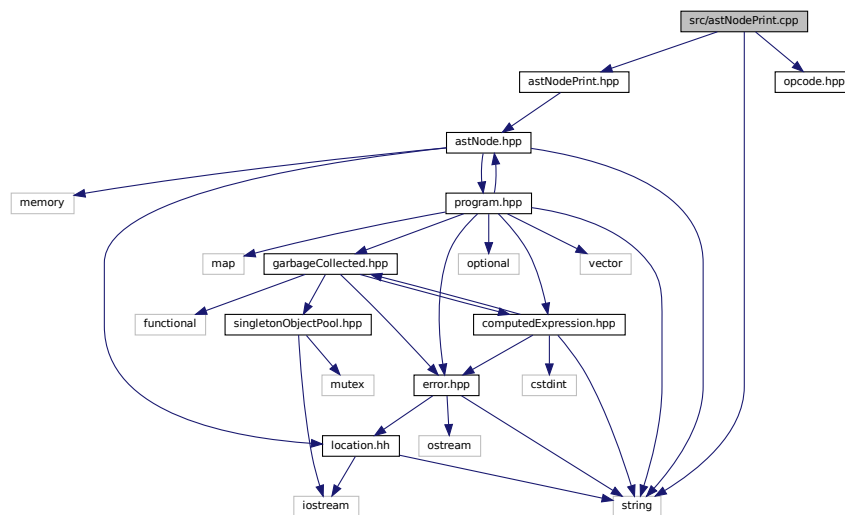 src/astNodePrint.cpp
astNodePrint.hpp
opcode.hpp
astNode.hpp
memory
program.hpp
map
garbageCollected.hpp
optional
vector
functional
singletonObjectPool.hpp
computedExpression.hpp
mutex
error.hpp
cstdint
location.hh
ostream
iostream
string